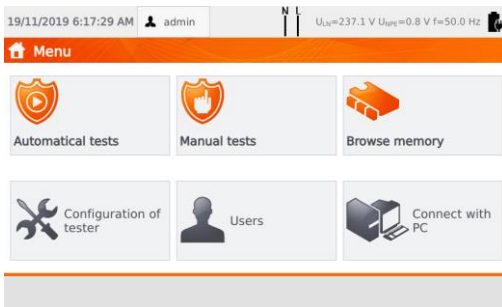 19/11/2019 6:17:29 AM admin N L ULN=237.1 V UNPE=0.8 V f=50.0 Hz
Menu
Automatical tests Manual tests Browse memory
Configuration of tester Users Connect with PC